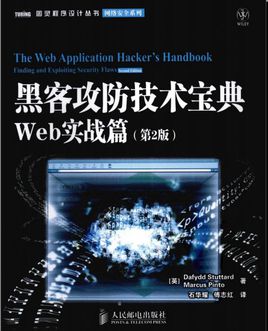 TURING 图灵程序设计丛书 网络安全系列
WILEY
The Web Application Hacker's Handbook
Finding and Exploiting Security Flaws Second Edition
黑客攻防技术宝典
Web实战篇(第2版)
[英] Dafydd Stuttard
Marcus Pinto 著
石华耀 傅志红 译
人民邮电出版社
POSTS & TELECOM PRESS